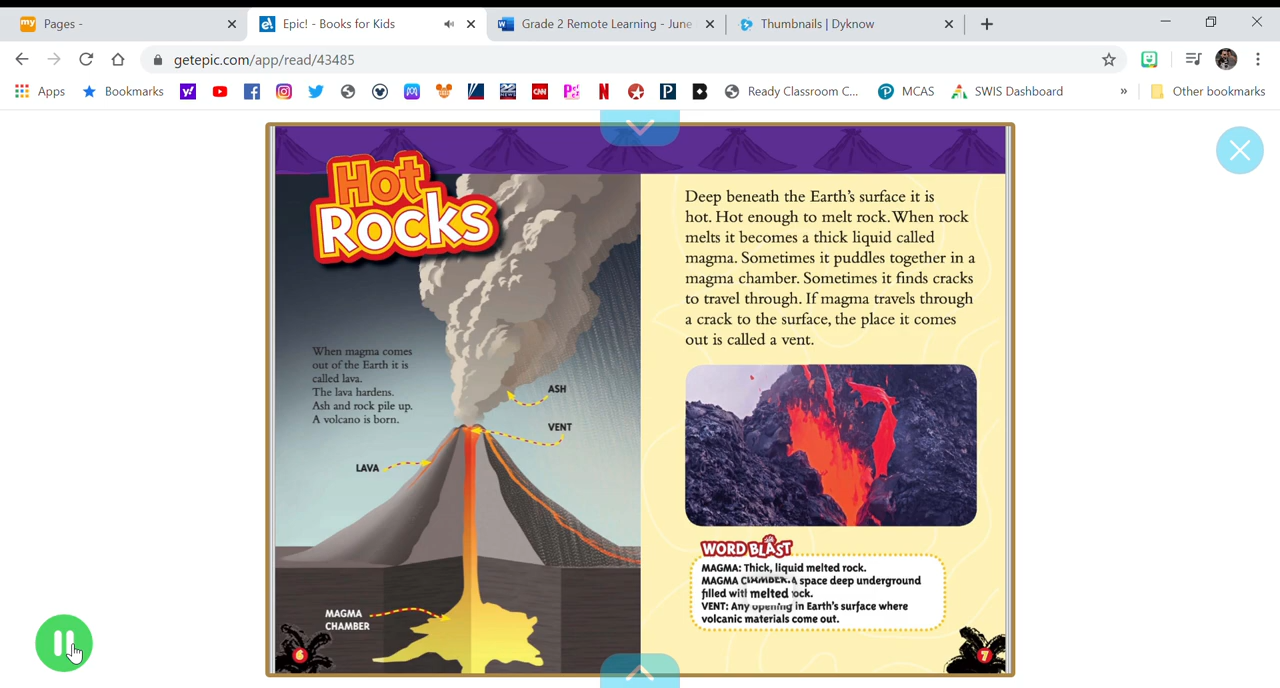 Pages -
Epic! - Books for Kids
Grade 2 Remote Learning - June
Thumbnails | Dyknow
getepic.com/app/read/43485
Apps
Bookmarks
Ready Classroom C...
MCAS
SWIS Dashboard
»
Other bookmarks
Hot
Rocks
When magma comes
out of the Earth it is
called lava.
The lava hardens.
Ash and rock pile up.
A volcano is born.
ASH
VENT
LAVA
MAGMA
CHAMBER
6
Deep beneath the Earth's surface it is
hot. Hot enough to melt rock. When rock
melts it becomes a thick liquid called
magma. Sometimes it puddles together in a
magma chamber. Sometimes it finds cracks
to travel through. If magma travels through
a crack to the surface, the place it comes
out is called a vent.
WORD BLAST
MAGMA: Thick, liquid melted rock.
MAGMA CHAMBER: A space deep underground
filled with melted rock.
VENT: Any opening in Earth's surface where
volcanic materials come out.
7